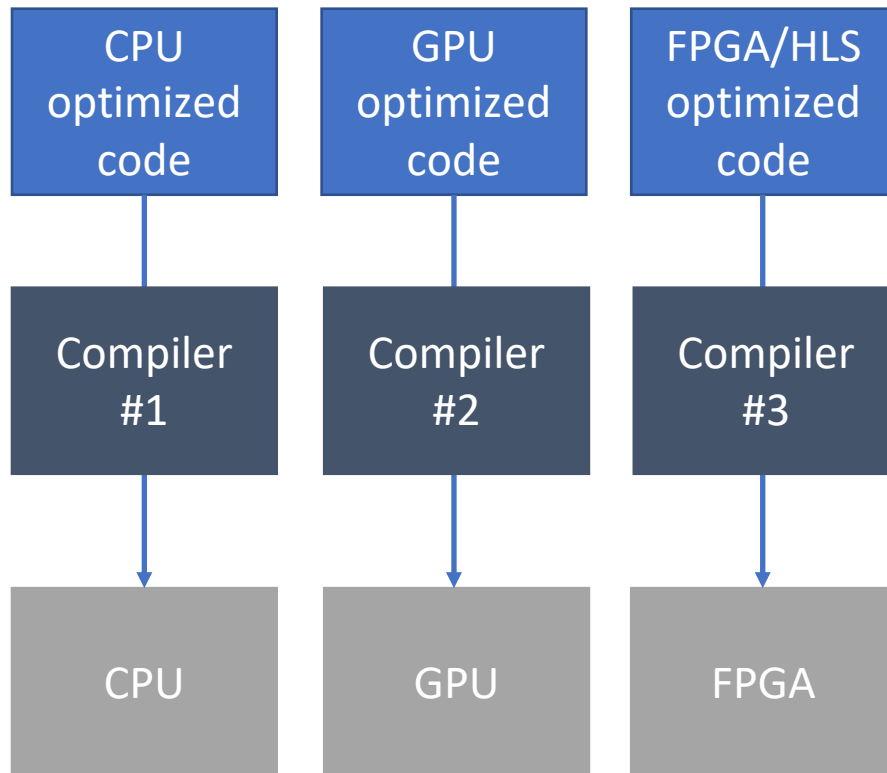 CPU
optimized
code
GPU
optimized
code
FPGA/HLS
optimized
code
Compiler
#1
Compiler
#2
Compiler
#3
CPU
GPU
FPGA